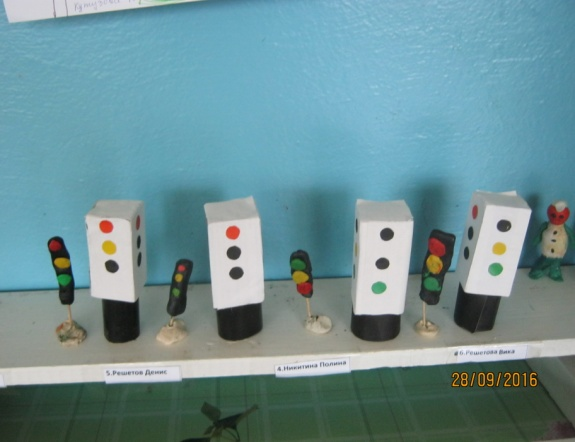 5.Решетов Денис
4.Никитина Полина
6.Решетова Вика
28/09/2016